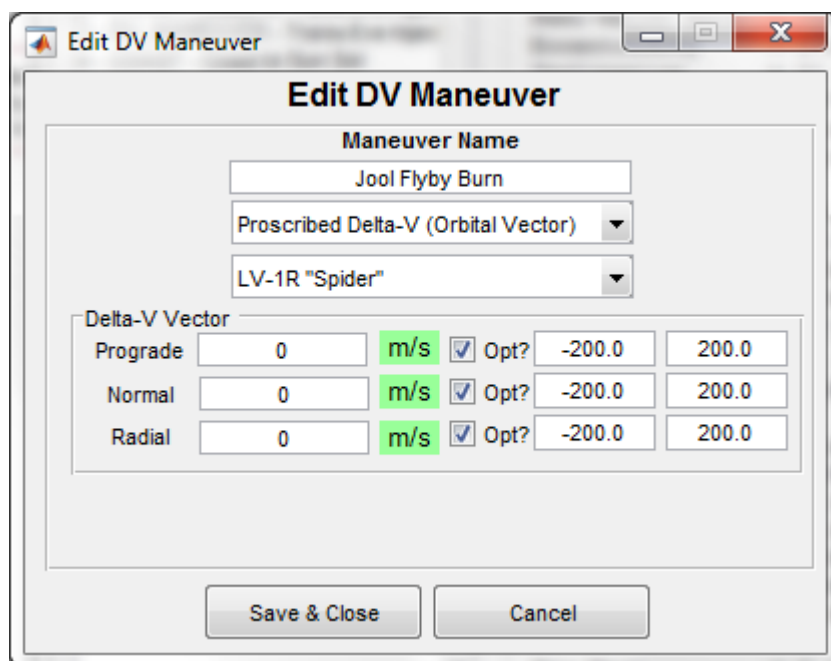 Edit DV Maneuver
Edit DV Maneuver
Maneuver Name
Jool Flyby Burn
Proscribed Delta-V (Orbital Vector)
LV-1R "Spider"
Delta-V Vector
Prograde 0 m/s Opt? -200.0 200.0
Normal 0 m/s Opt? -200.0 200.0
Radial 0 m/s Opt? -200.0 200.0
Save & Close Cancel